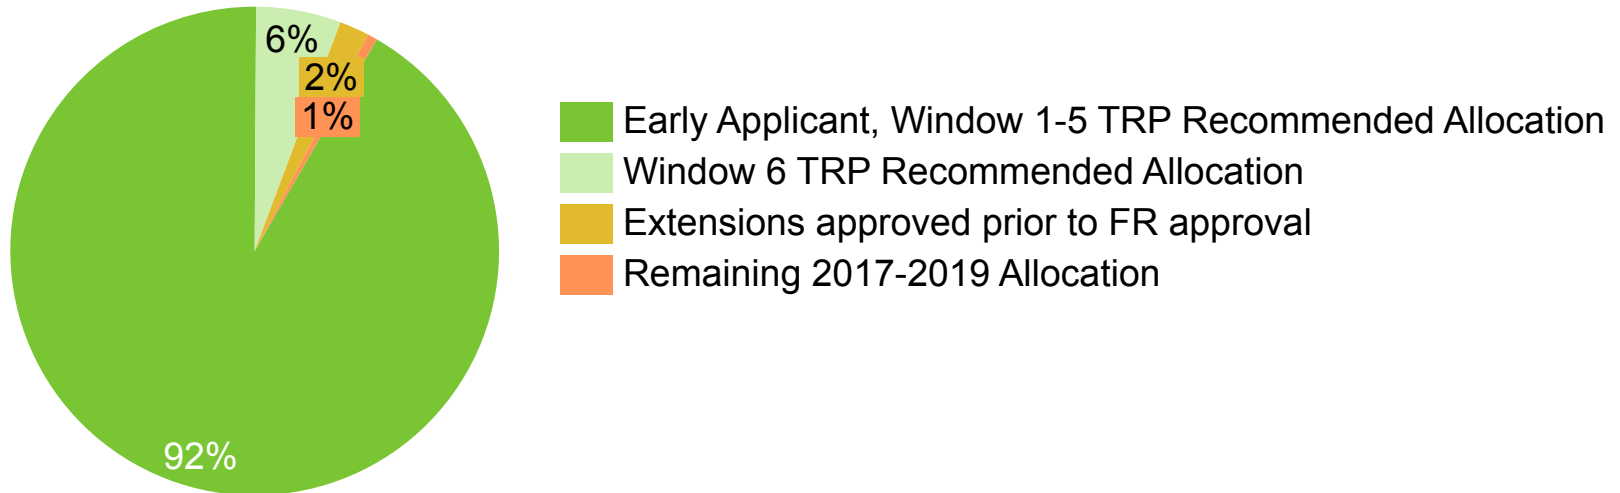 6%
2%
1%
92%
Early Applicant, Window 1-5 TRP Recommended Allocation
Window 6 TRP Recommended Allocation
Extensions approved prior to FR approval
Remaining 2017-2019 Allocation